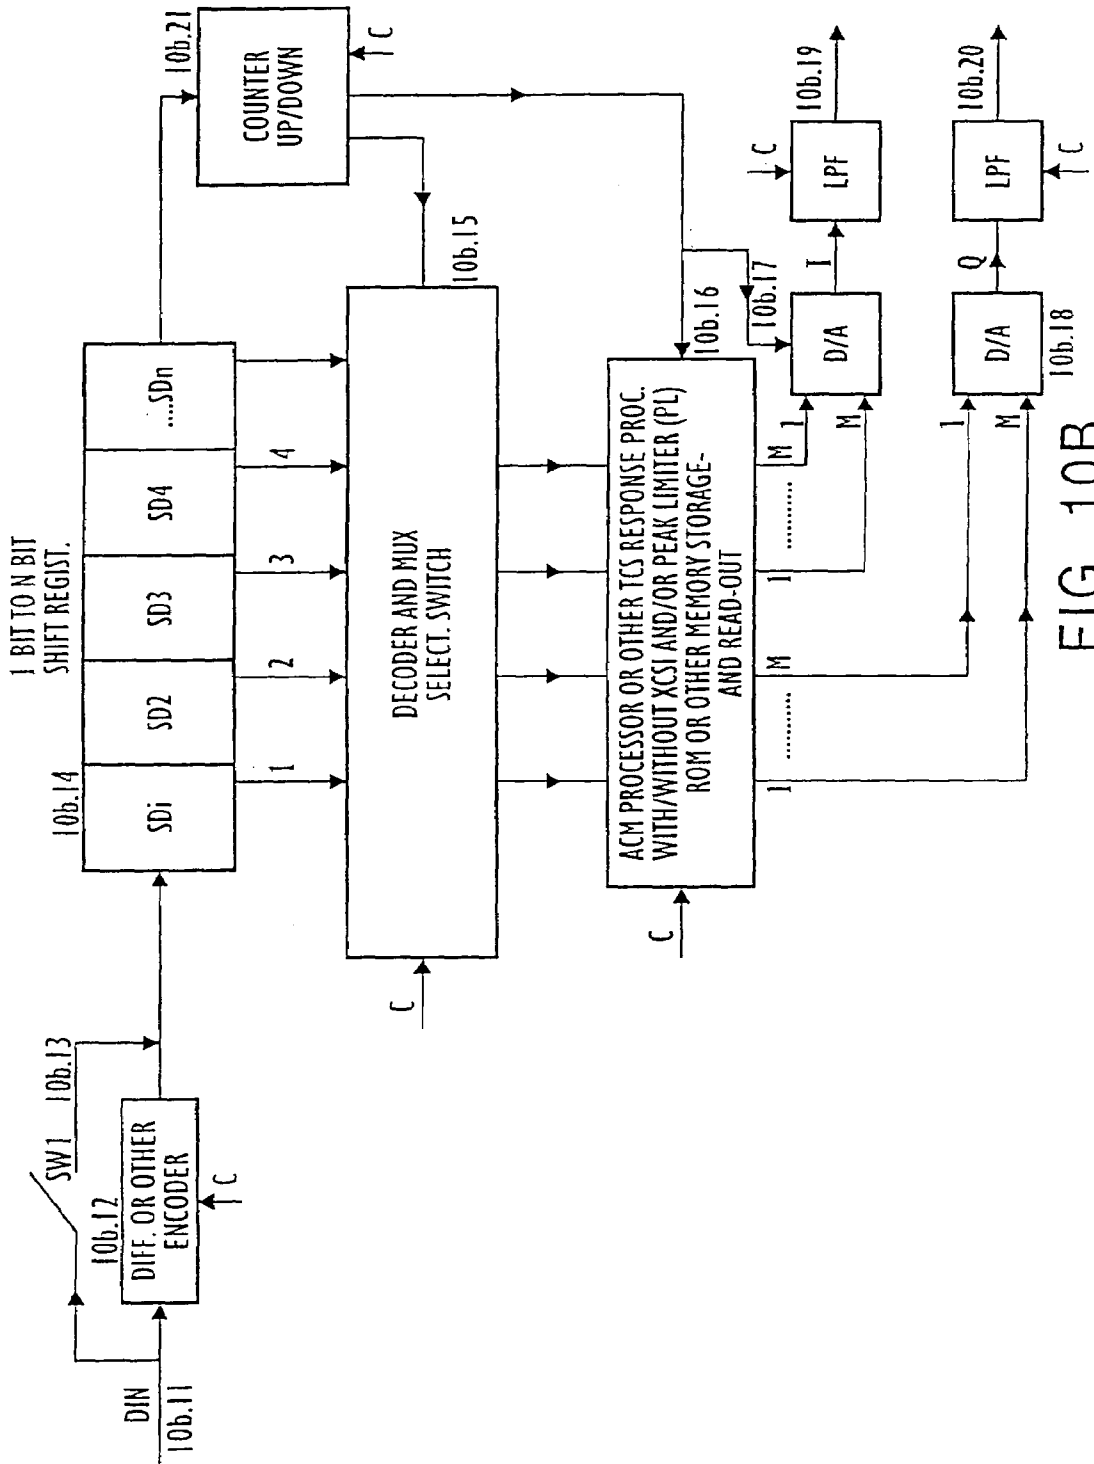 DIN
10b.11
SW1 10b.13
10b.12
DIFF. OR OTHER
ENCODER
C
1 BIT TO N BIT
SHIFT REGIST.
10b.14
SDi
SD2
SD3
SD4
....SDn
10b.21
COUNTER
UP/DOWN
C
1
2
3
4
10b.15
DECODER AND MUX
SELECT. SWITCH
C
10b.16
ACM PROCESSOR OR OTHER TCS RESPONSE PROC.
WITH/WITHOUT XCSI AND/OR PEAK LIMITER (PL)
ROM OR OTHER MEMORY STORAGE-
AND READ-OUT
C
1 ......... M
1 ......... M
10b.17
1
M
D/A
I
C
LPF
10b.19
1
M
D/A
10b.18
Q
LPF
C
10b.20
FIG 10B